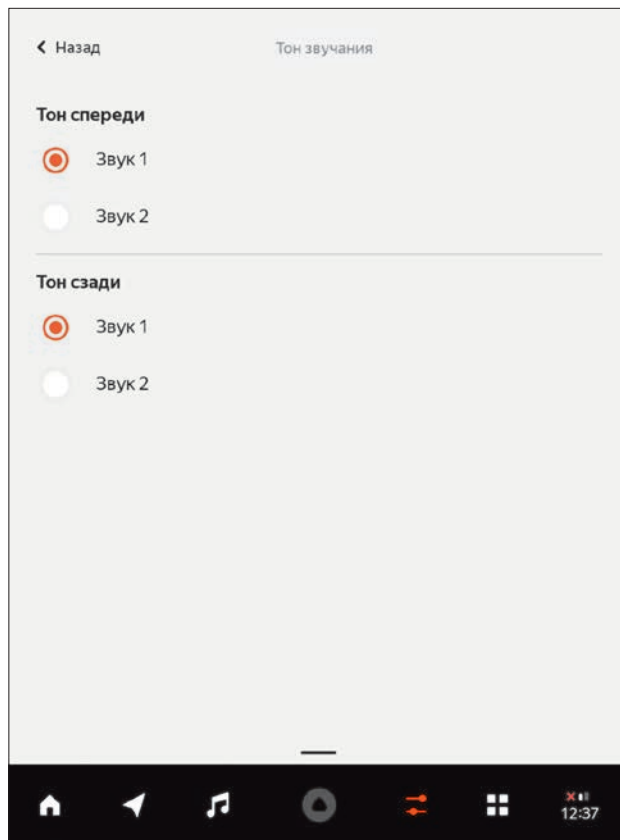 Назад
Тон звучания
Тон спереди
Звук 1
Звук 2
Тон сзади
Звук 1
Звук 2
12:37